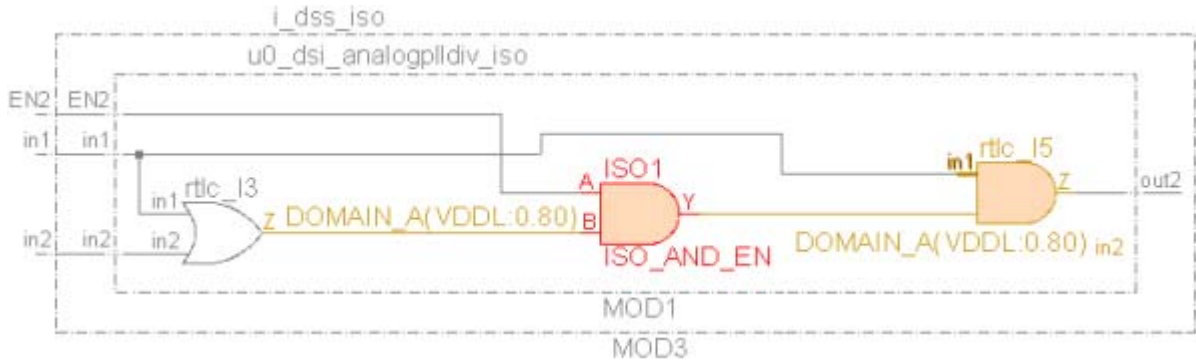 i_dss_iso
u0_dsi_analogplldiv_iso
EN2 EN2
in1 in1
ISO1
in1 rtlc_I5
rtlc_I3
A
Z out2
in1
Y
Z DOMAIN_A(VDDL:0.80) B
in2 in2 in2
ISO_AND_EN
DOMAIN_A(VDDL:0.80) in2
MOD1
MOD3